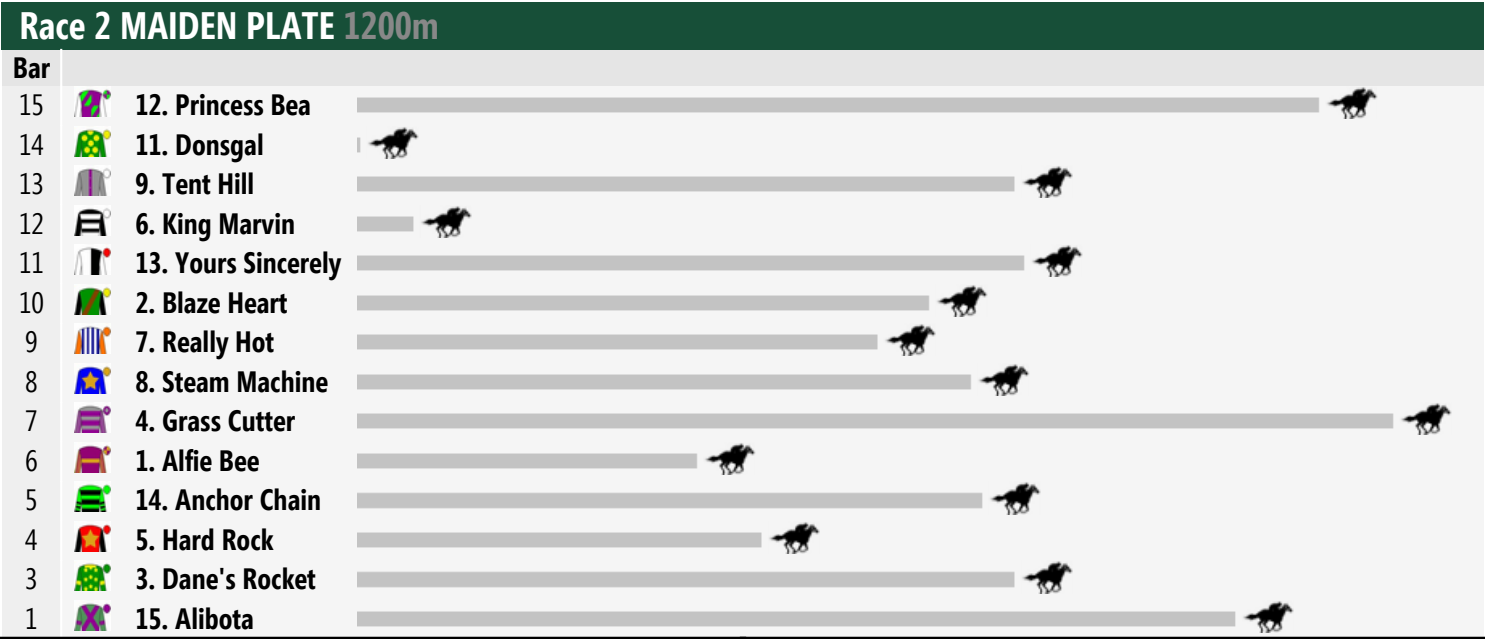 Race 2 MAIDEN PLATE 1200m
Bar
15 12. Princess Bea
14 11. Donsgal
13 9. Tent Hill
12 6. King Marvin
11 13. Yours Sincerely
10 2. Blaze Heart
9 7. Really Hot
8 8. Steam Machine
7 4. Grass Cutter
6 1. Alfie Bee
5 14. Anchor Chain
4 5. Hard Rock
3 3. Dane's Rocket
1 15. Alibota